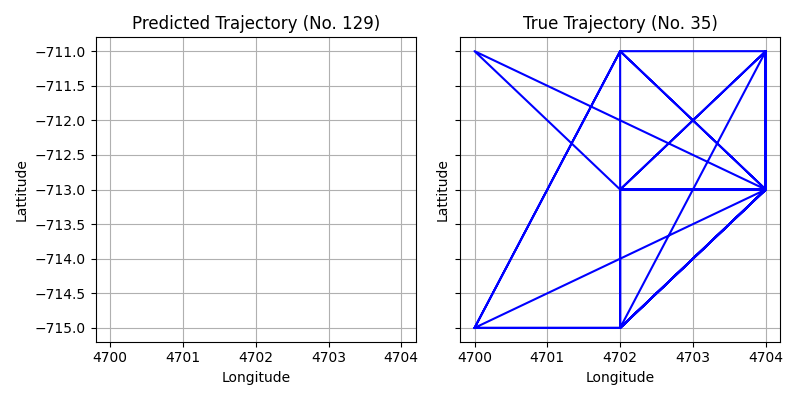 Predicted Trajectory (No. 129)
−711.0
−711.5
−712.0
−712.5
−713.0
−713.5
−714.0
−714.5
−715.0
Lattitude
4700 4701 4702 4703 4704
Longitude
True Trajectory (No. 35)
Lattitude
4700 4701 4702 4703 4704
Longitude